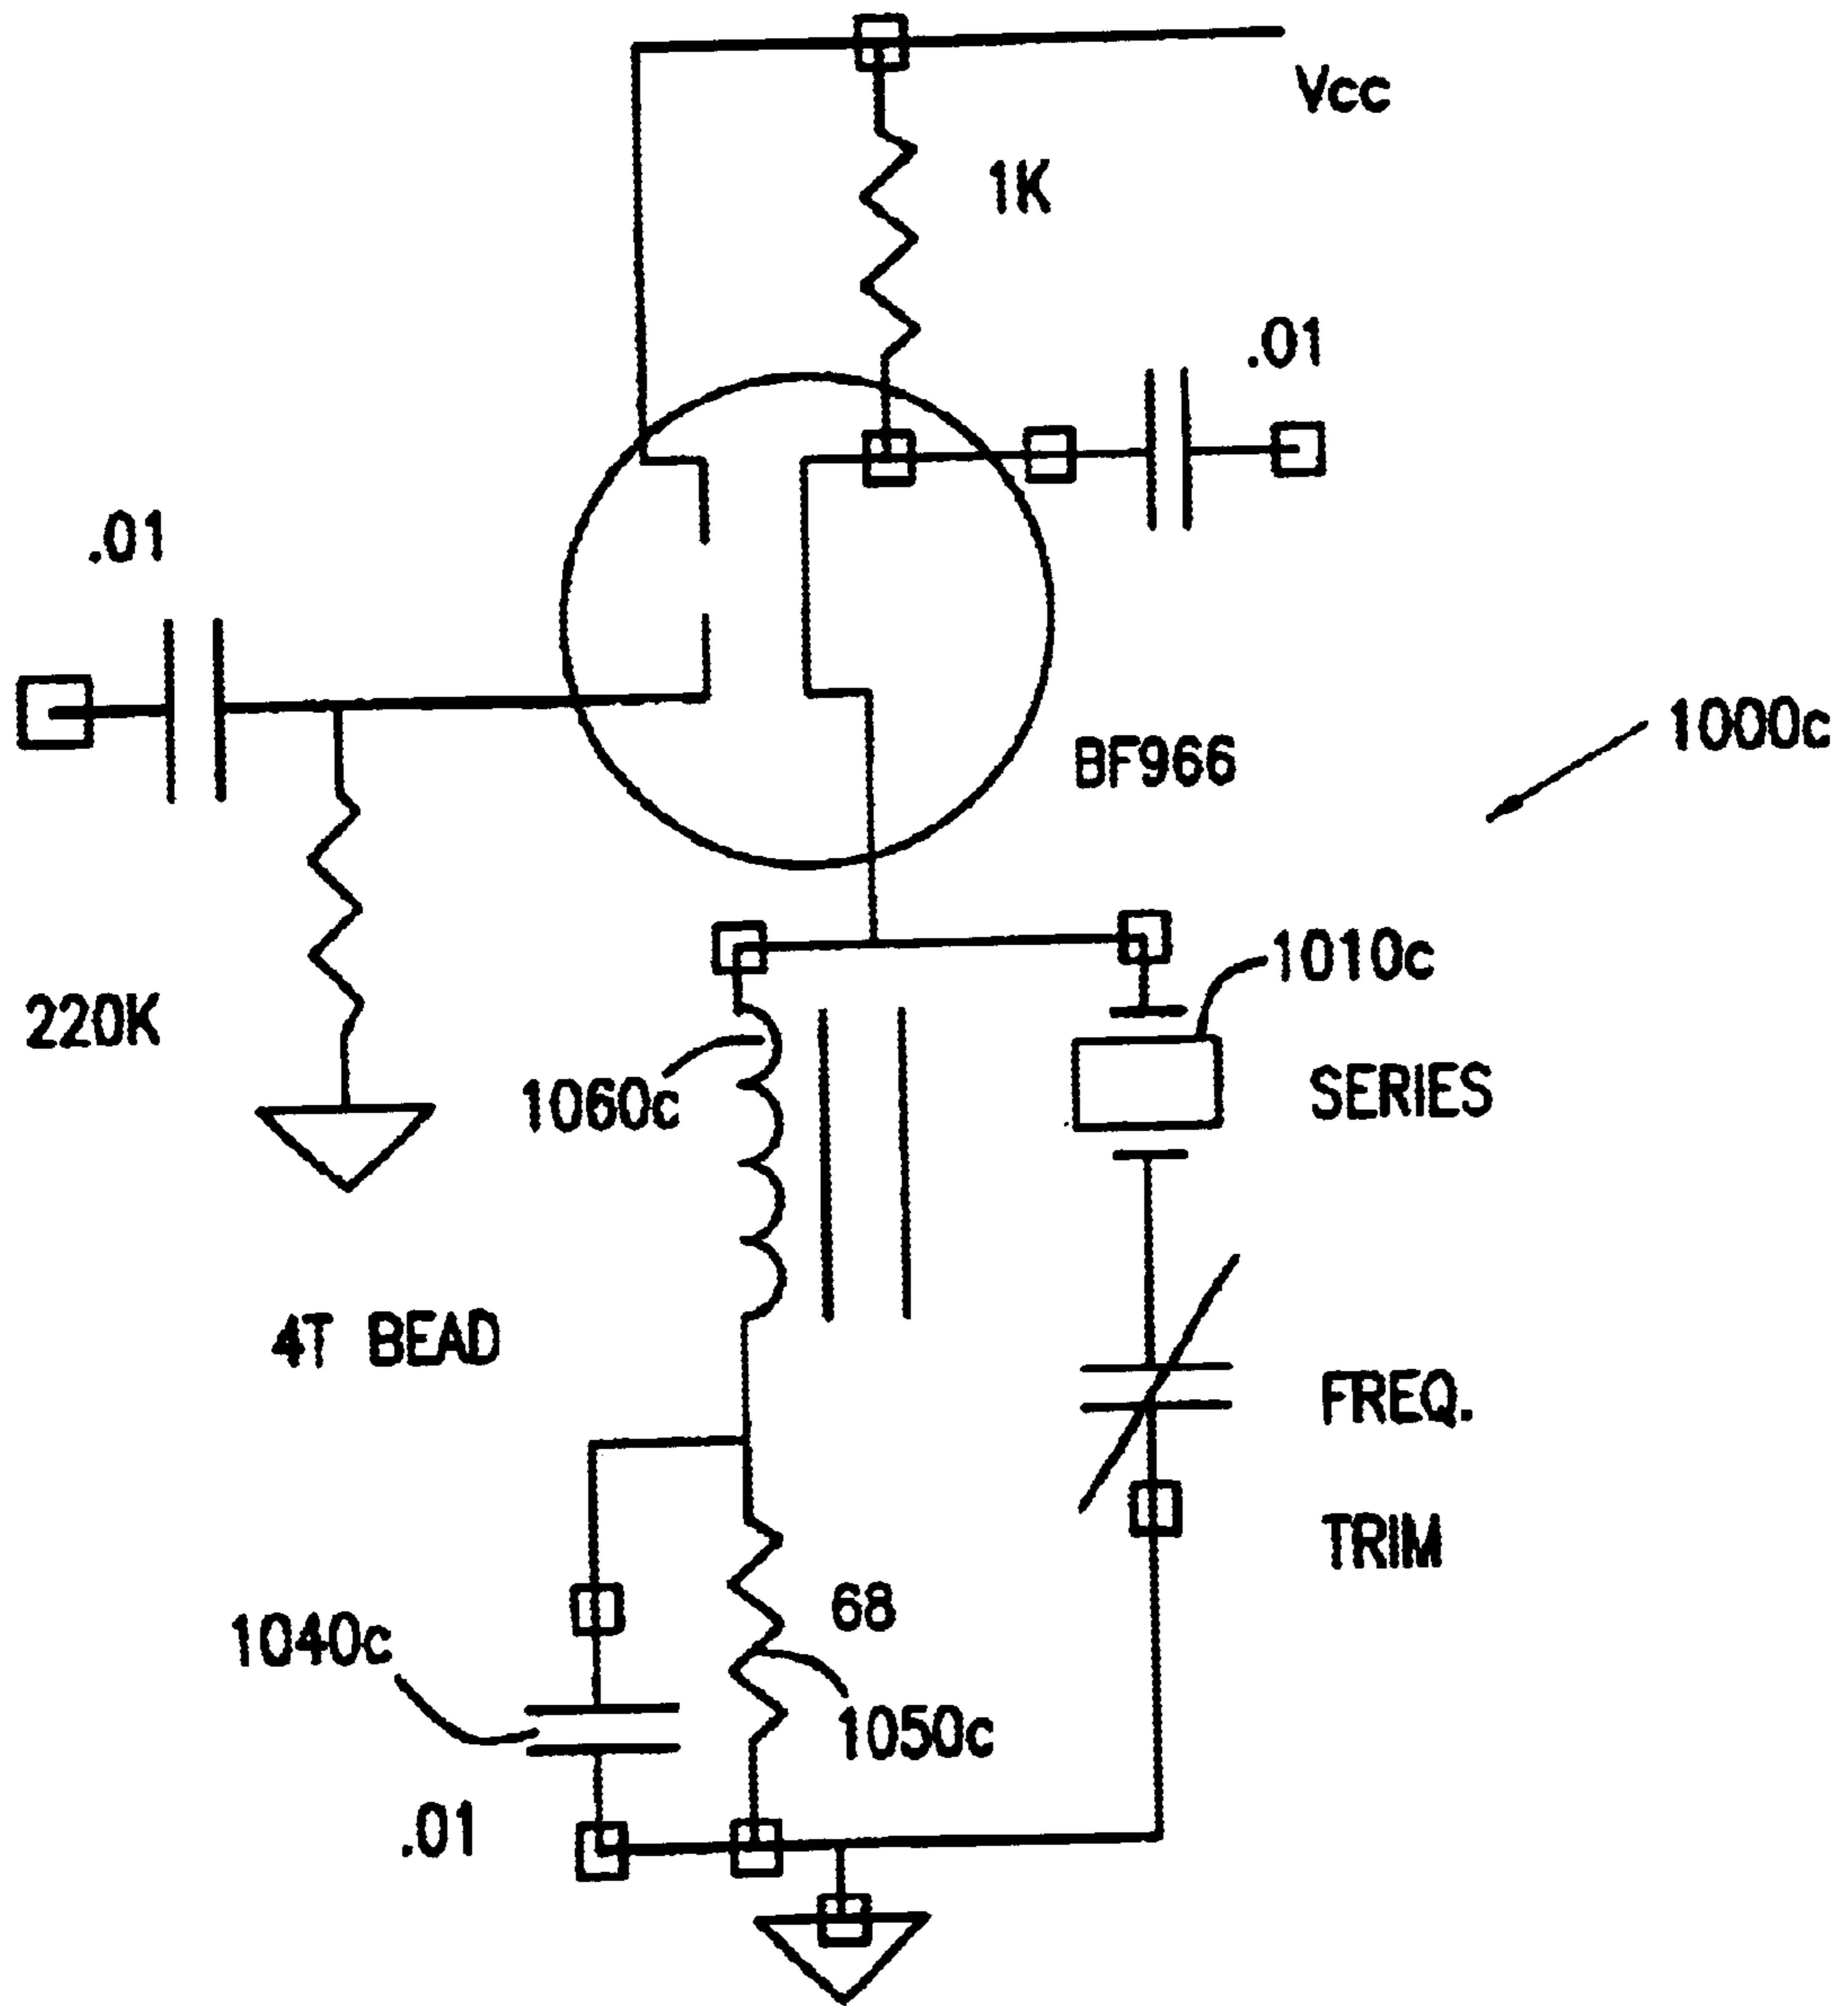 Vcc
1K
.01
.01
BF966
1000c
1010c
220K
1060c
SERIES
4T BEAD
FREQ.
TRIM
68
1040c
1050c
.01